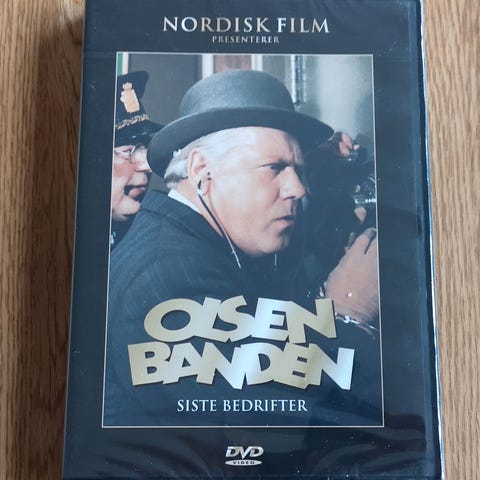 NORDISK FILM
PRESENTERER
OLSEN
BANDEN
SISTE BEDRIFTER
DVD
VIDEO